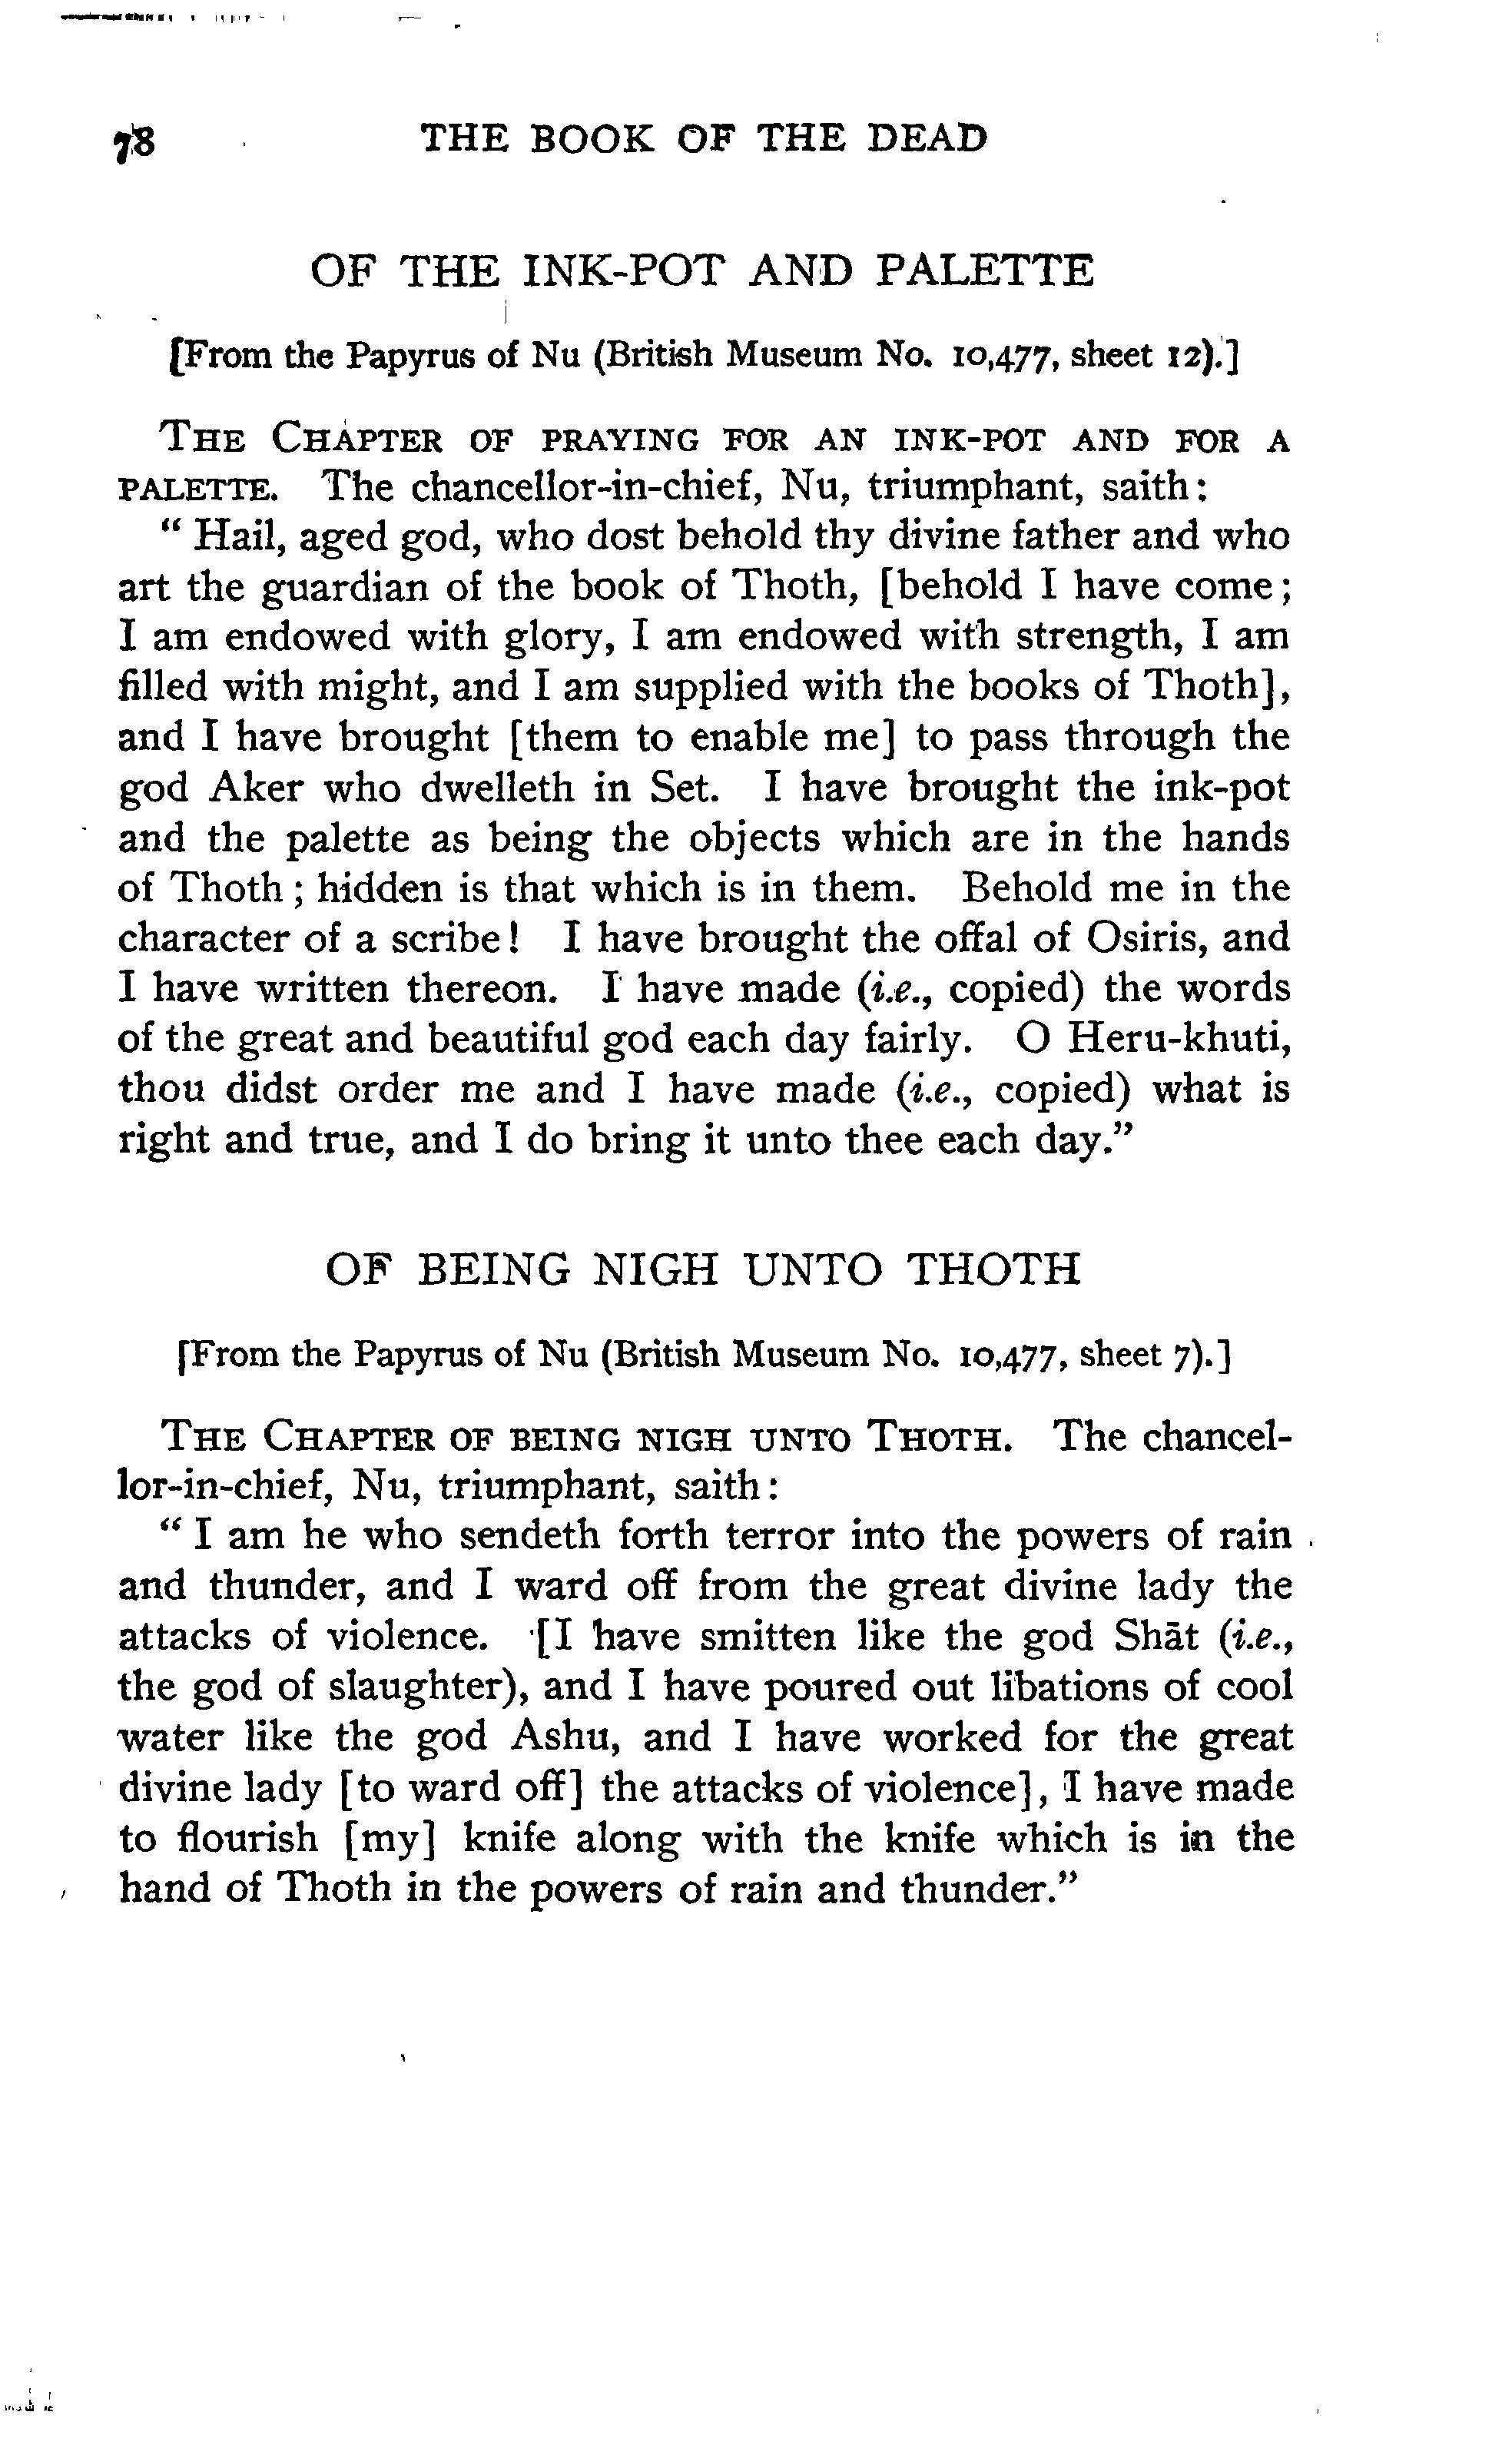 78 THE BOOK OF THE DEAD
OF THE INK-POT AND PALETTE
[From the Papyrus of Nu (British Museum No. 10,477, sheet 12).]
THE CHAPTER OF PRAYING FOR AN INK-POT AND FOR A
PALETTE. The chancellor-in-chief, Nu, triumphant, saith:
“ Hail, aged god, who dost behold thy divine father and who
art the guardian of the book of Thoth, [behold I have come;
I am endowed with glory, I am endowed with strength, I am
filled with might, and I am supplied with the books of Thoth],
and I have brought [them to enable me] to pass through the
god Aker who dwelleth in Set. I have brought the ink-pot
and the palette as being the objects which are in the hands
of Thoth ; hidden is that which is in them. Behold me in the
character of a scribe! I have brought the offal of Osiris, and
I have written thereon. I have made (i.e., copied) the words
of the great and beautiful god each day fairly. O Heru-khuti,
thou didst order me and I have made (i.e., copied) what is
right and true, and I do bring it unto thee each day.”
OF BEING NIGH UNTO THOTH
[From the Papyrus of Nu (British Museum No. 10,477, sheet 7).]
THE CHAPTER OF BEING NIGH UNTO THOTH. The chancel-
lor-in-chief, Nu, triumphant, saith:
“ I am he who sendeth forth terror into the powers of rain
and thunder, and I ward off from the great divine lady the
attacks of violence. [I have smitten like the god Shāt (i.e.,
the god of slaughter), and I have poured out libations of cool
water like the god Ashu, and I have worked for the great
divine lady [to ward off] the attacks of violence], I have made
to flourish [my] knife along with the knife which is in the
hand of Thoth in the powers of rain and thunder.”